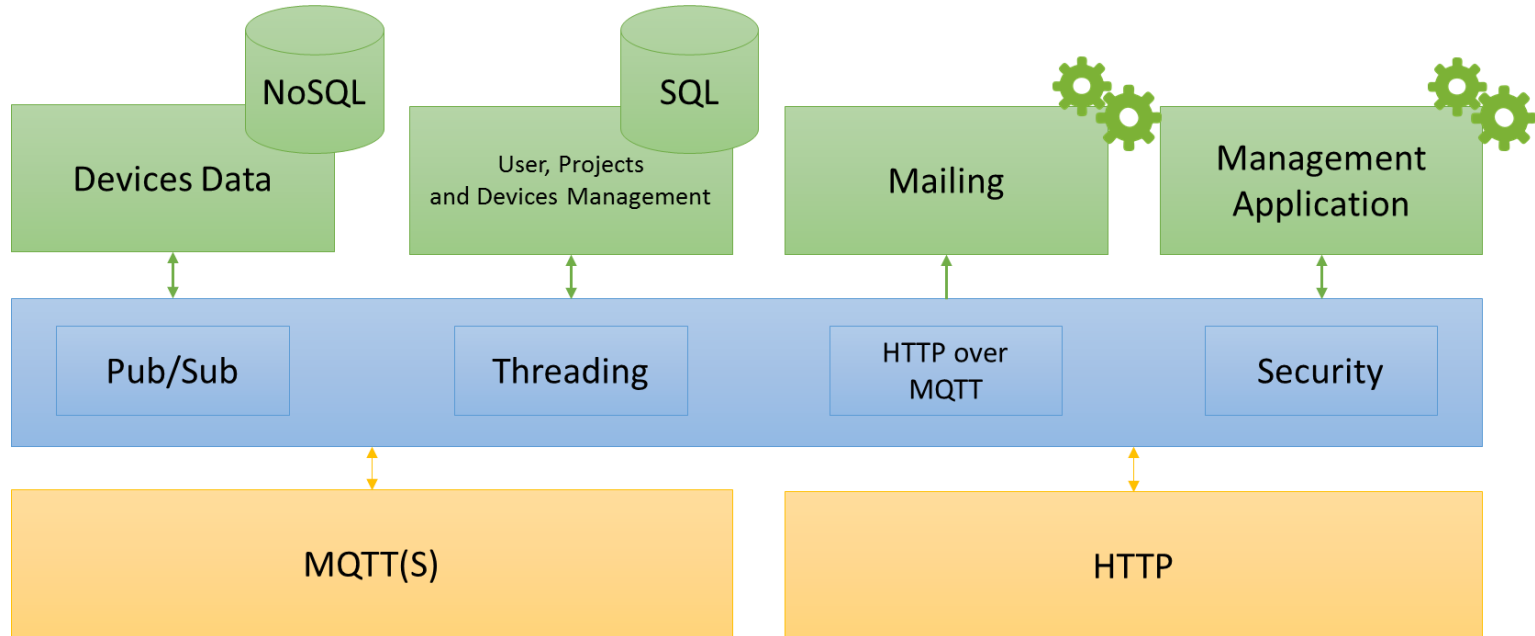 NoSQL
SQL
Devices Data
User, Projects
and Devices Management
Mailing
Management
Application
Pub/Sub
Threading
HTTP over
MQTT
Security
MQTT(S)
HTTP